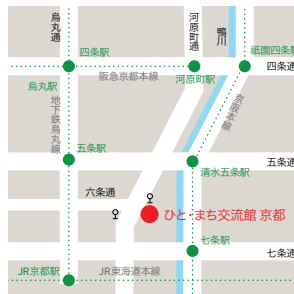 烏丸通
河原町通
鴨川
四条駅
祇園四条駅
四条通
阪急京都本線
烏丸駅
河原町駅
地下鉄烏丸線
京阪本線
五条駅
五条通
清水五条駅
六条通
ひと・まち交流館 京都
七条駅
七条通
JR京都駅
JR東海道本線